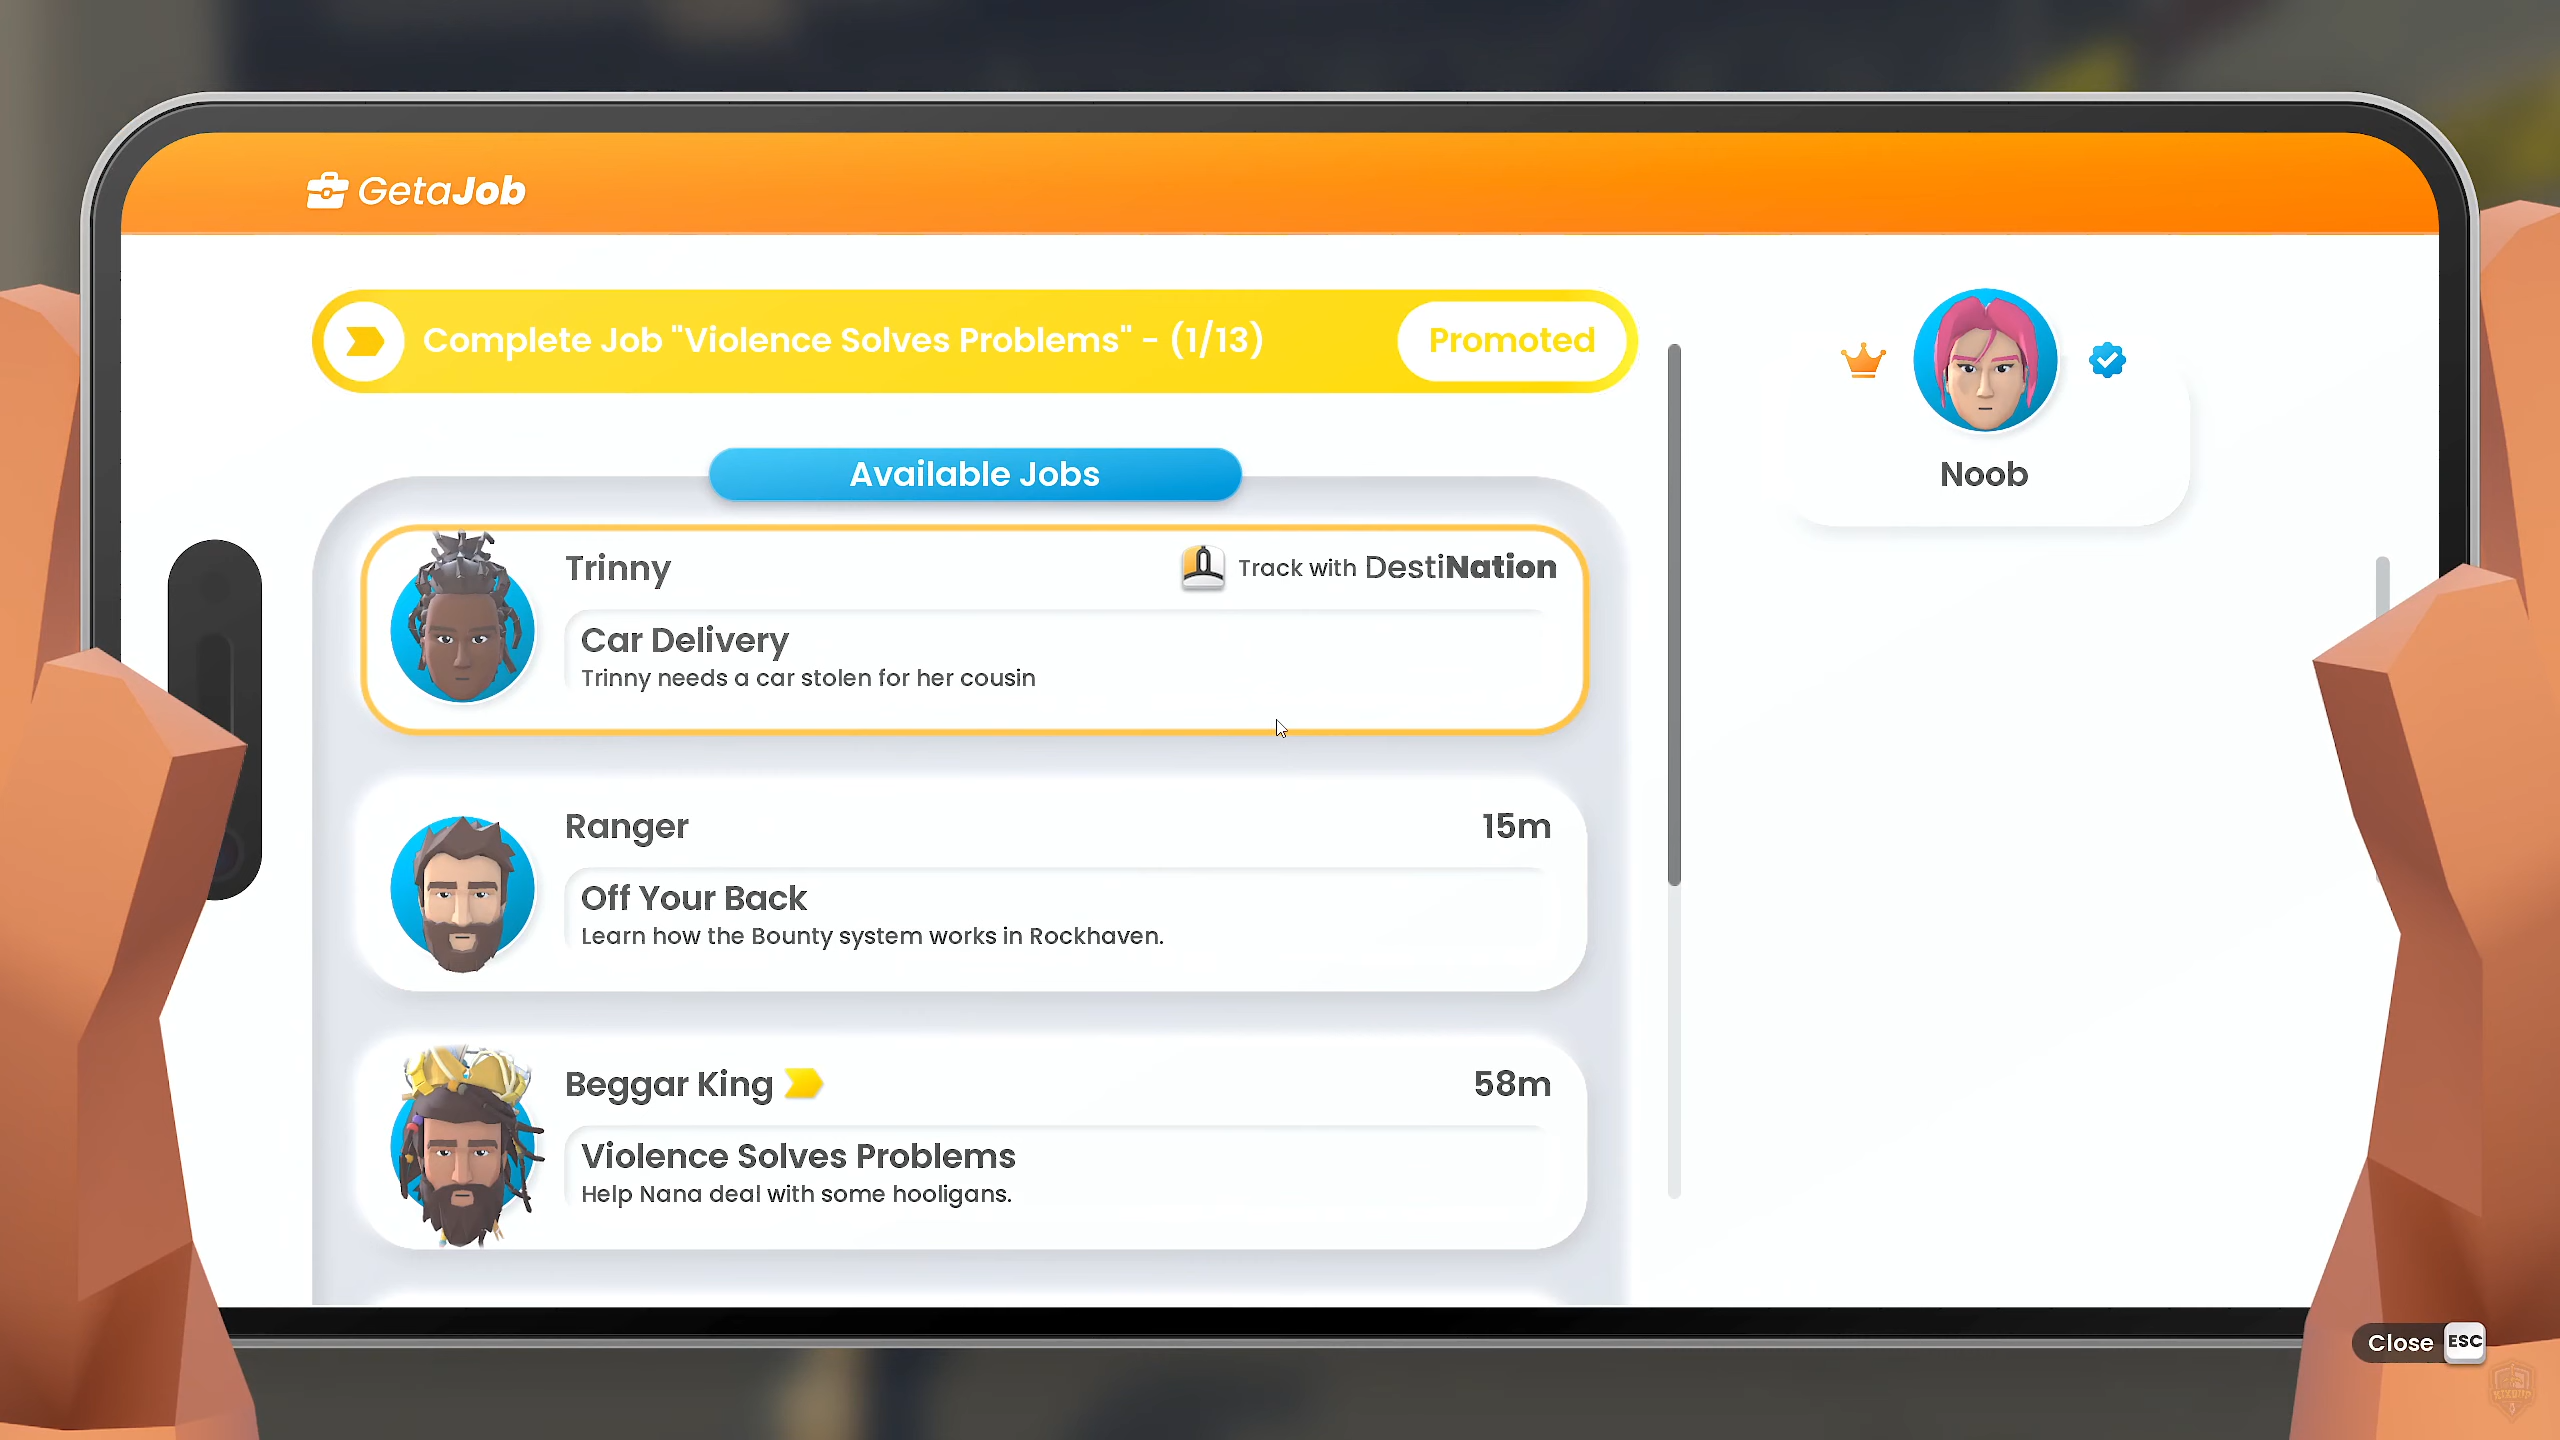 GetaJob
Complete Job "Violence Solves Problems" - (1/13)
Promoted
Noob
Available Jobs
Trinny
Track with DestiNation
Car Delivery
Trinny needs a car stolen for her cousin
Ranger
15m
Off Your Back
Learn how the Bounty system works in Rockhaven.
Beggar King
58m
Violence Solves Problems
Help Nana deal with some hooligans.
Close ESC